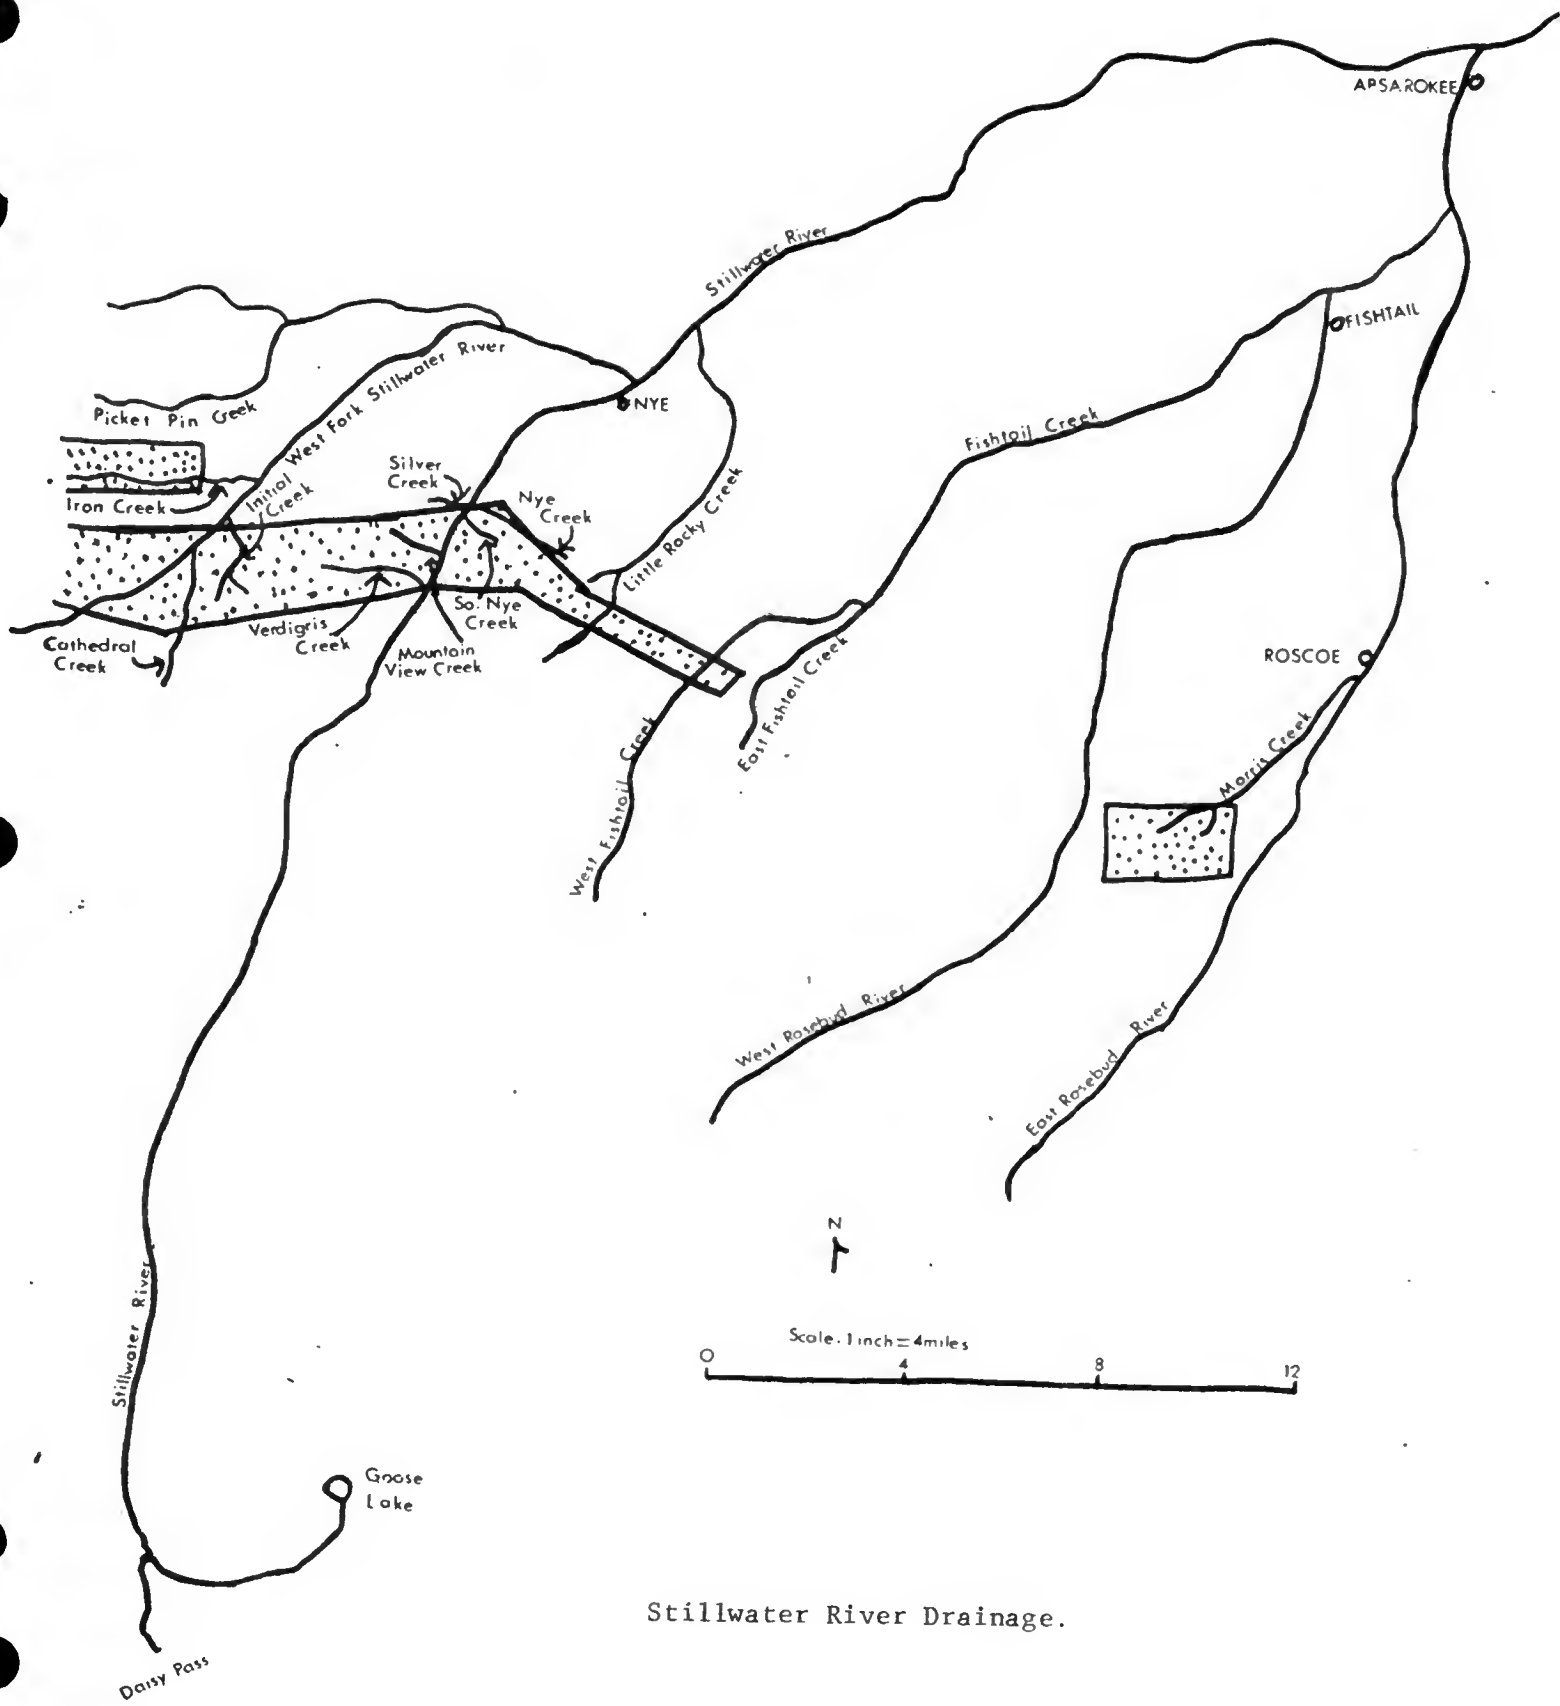 APSAROKEE
Stillwater River
FISHTAIL
West Fork Stillwater River
NYE
Picket Pin Creek
Fishtail Creek
Silver
Creek
Initial
Creek
Nye
Creek
Iron Creek
Little Rocky Creek
So. Nye
Creek
Verdigris
Creek
Cathedral
Creek
Mountain
View Creek
ROSCOE
East Fishtail Creek
West Fishtail Creek
Morris Creek
West Rosebud River
East Rosebud River
N
Stillwater River
Scale. 1 inch=4miles
0 4 8 12
Goose
Lake
Stillwater River Drainage.
Daisy Pass